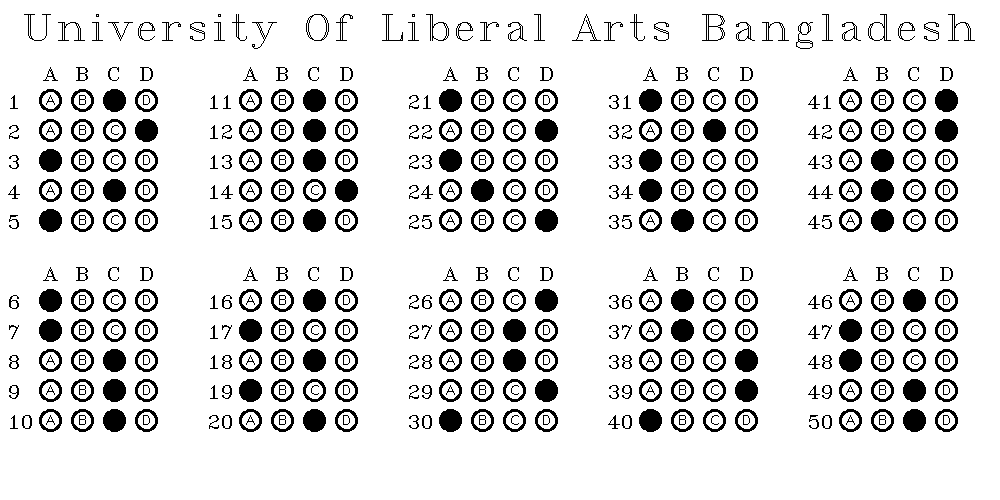 University Of Liberal Arts Bangladesh
A B C D A B C D A B C D A B C D A B C D
1 A B D 11 A B D 21 B C D 31 B C D 41 A B C
2 A B C 12 A B D 22 A B C 32 A B D 42 A B C
3 B C D 13 A B D 23 B C D 33 B C D 43 A C D
4 A B D 14 A B C 24 A C D 34 B C D 44 A C D
5 B C D 15 A B D 25 A B C 35 A C D 45 A C D
A B C D A B C D A B C D A B C D A B C D
6 B C D 16 A B D 26 A B C 36 A C D 46 A B D
7 B C D 17 B C D 27 A B D 37 A C D 47 B C D
8 A B D 18 A B D 28 A B D 38 A B C 48 B C D
9 A B D 19 B C D 29 A B C 39 A B C 49 A B D
10 A B D 20 A B D 30 B C D 40 B C D 50 A B D